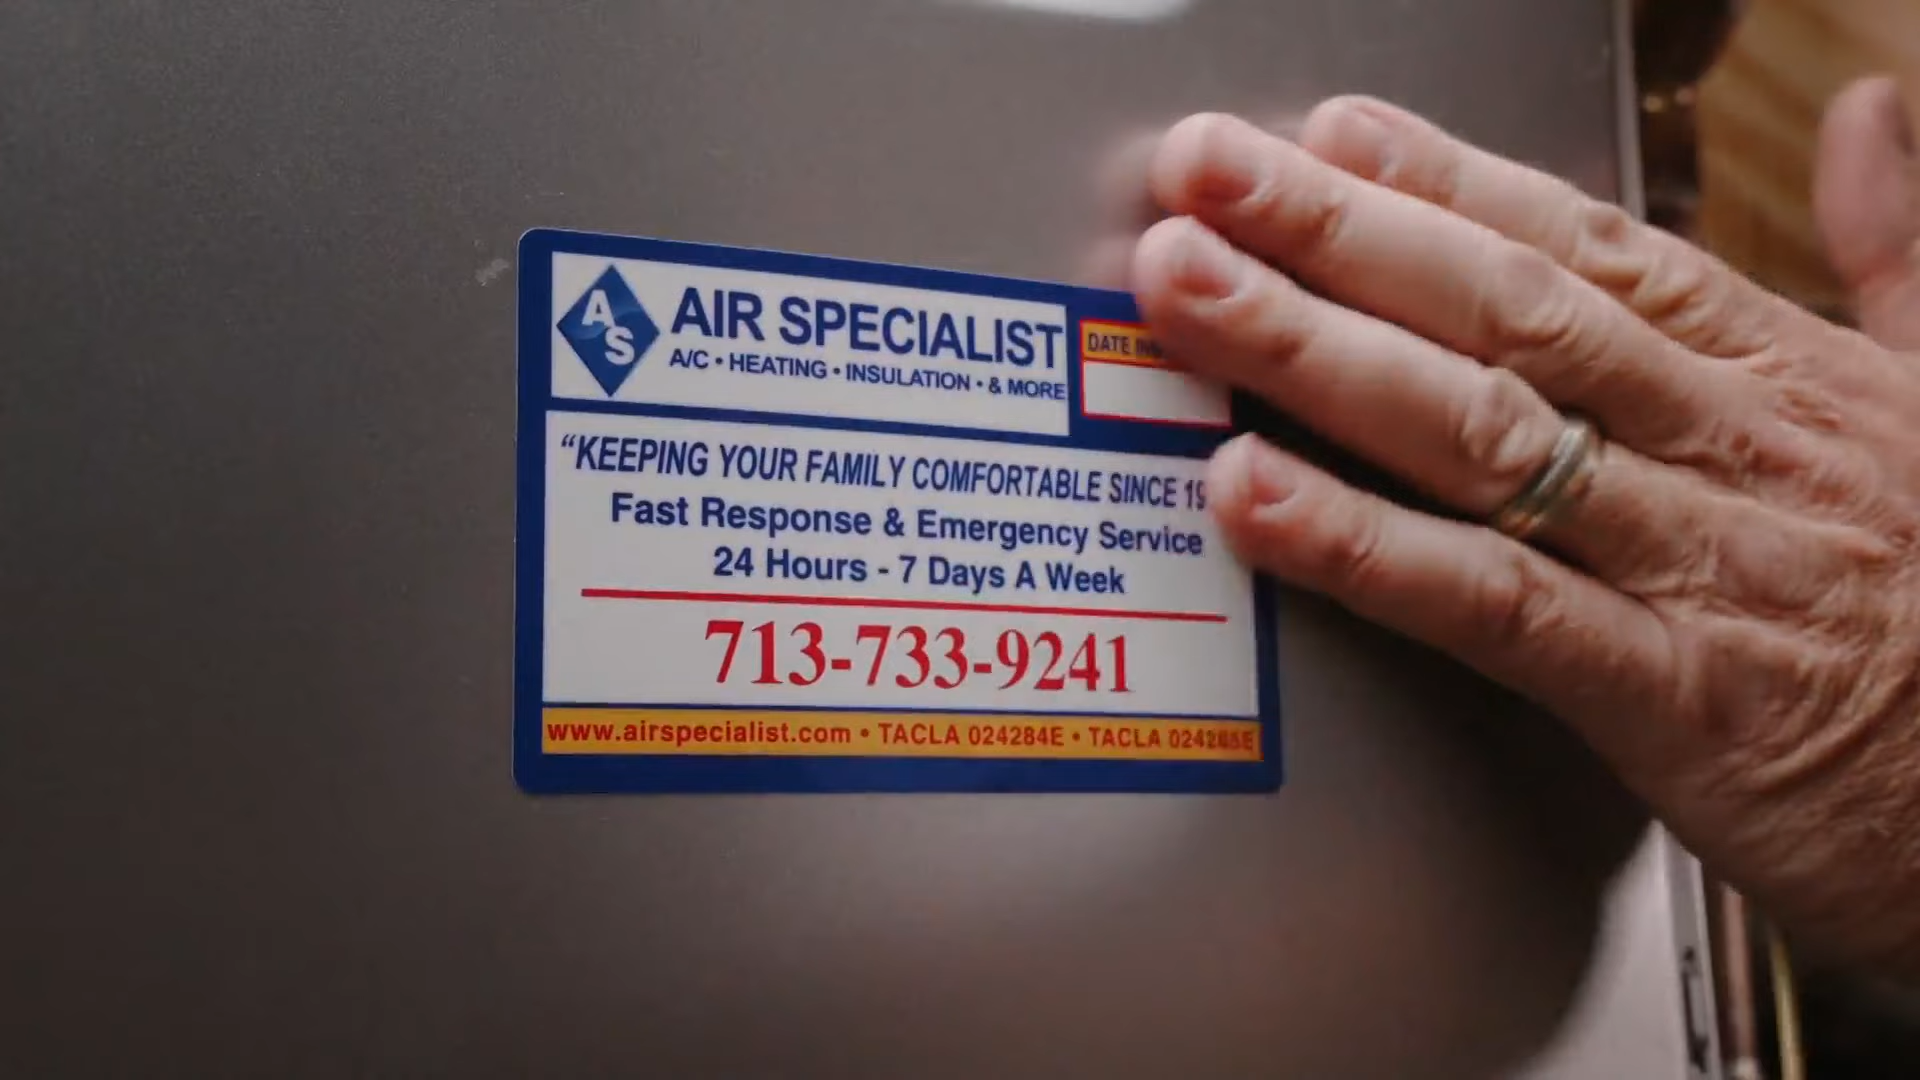 AS
AIR SPECIALIST
A/C • HEATING • INSULATION • & MORE
DATE
"KEEPING YOUR FAMILY COMFORTABLE SINCE 19
Fast Response & Emergency Service
24 Hours - 7 Days A Week
713-733-9241
www.airspecialist.com • TACLA 024284E • TACLA